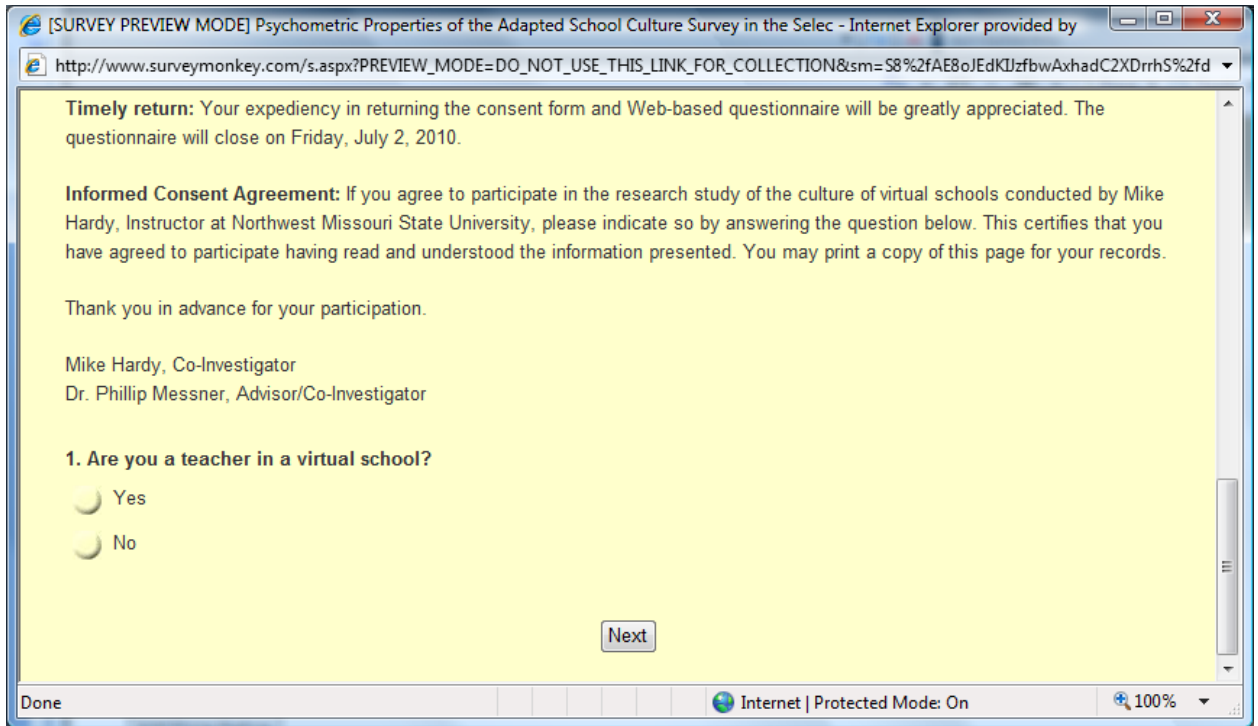 [SURVEY PREVIEW MODE] Psychometric Properties of the Adapted School Culture Survey in the Selec - Internet Explorer provided by
http://www.surveymonkey.com/s.aspx?PREVIEW_MODE=DO_NOT_USE_THIS_LINK_FOR_COLLECTION&sm=S8%2fAE8oJEdKIJzfbwAxhadC2XDrrhS%2fd
Timely return: Your expediency in returning the consent form and Web-based questionnaire will be greatly appreciated. The
questionnaire will close on Friday, July 2, 2010.
Informed Consent Agreement: If you agree to participate in the research study of the culture of virtual schools conducted by Mike
Hardy, Instructor at Northwest Missouri State University, please indicate so by answering the question below. This certifies that you
have agreed to participate having read and understood the information presented. You may print a copy of this page for your records.
Thank you in advance for your participation.
Mike Hardy, Co-Investigator
Dr. Phillip Messner, Advisor/Co-Investigator
1. Are you a teacher in a virtual school?
Yes
No
Next
Done Internet | Protected Mode: On 100%